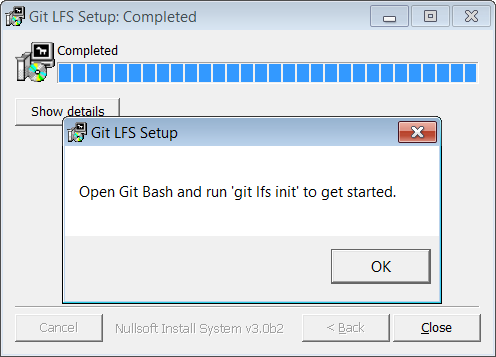 Git LFS Setup: Completed
Completed
Show details
Git LFS Setup
Open Git Bash and run 'git lfs init' to get started.
OK
Cancel
Nullsoft Install System v3.0b2
< Back
Close